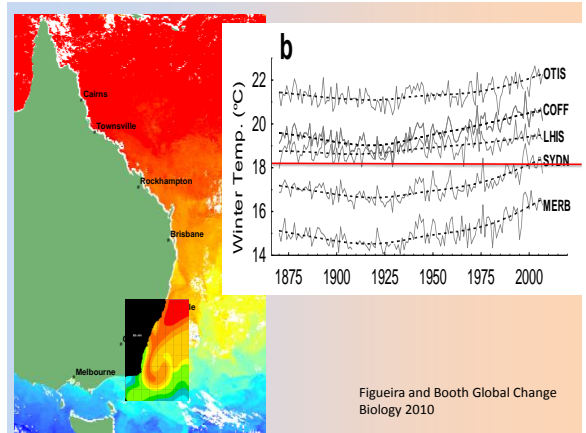 b
Winter Temp. (ºC)
22
20
18
16
14
1875
1900
1925
1950
1975
2000
OTIS
COFF
LHIS
SYDN
MERB
Cairns
Townsville
Rockhampton
Brisbane
Melbourne
Figueira and Booth Global Change
Biology 2010